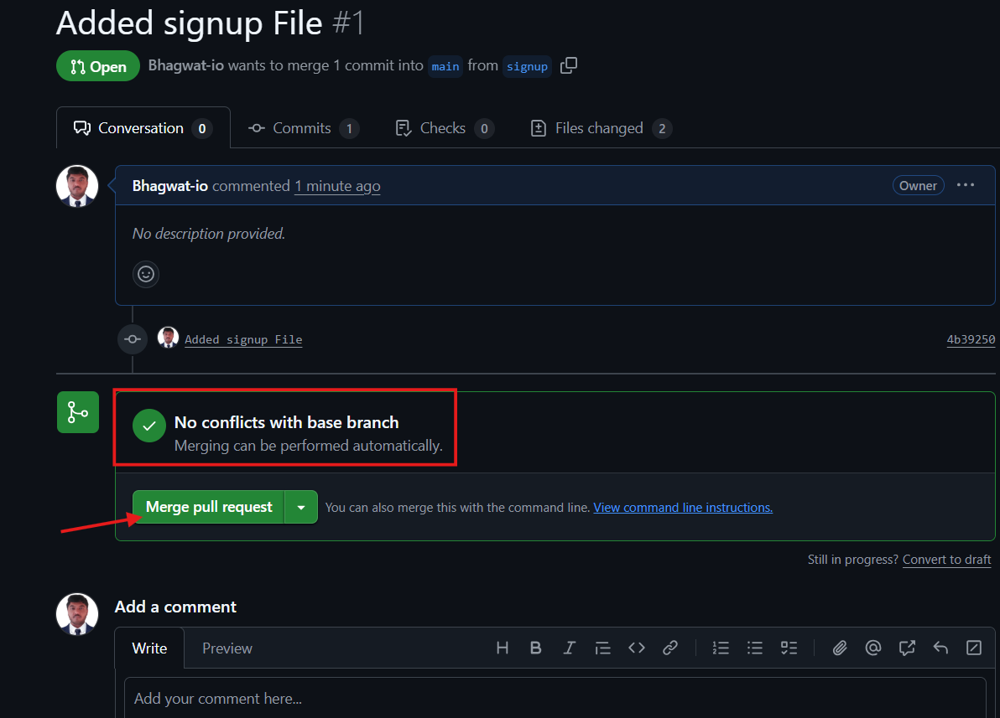 Added signup File #1
Open Bhagwat-io wants to merge 1 commit into main from signup
Conversation 0 Commits 1 Checks 0 Files changed 2
Bhagwat-io commented 1 minute ago Owner
No description provided.
Added signup File 4b39250
No conflicts with base branch
Merging can be performed automatically.
Merge pull request You can also merge this with the command line. View command line instructions.
Still in progress? Convert to draft
Add a comment
Write Preview
Add your comment here...